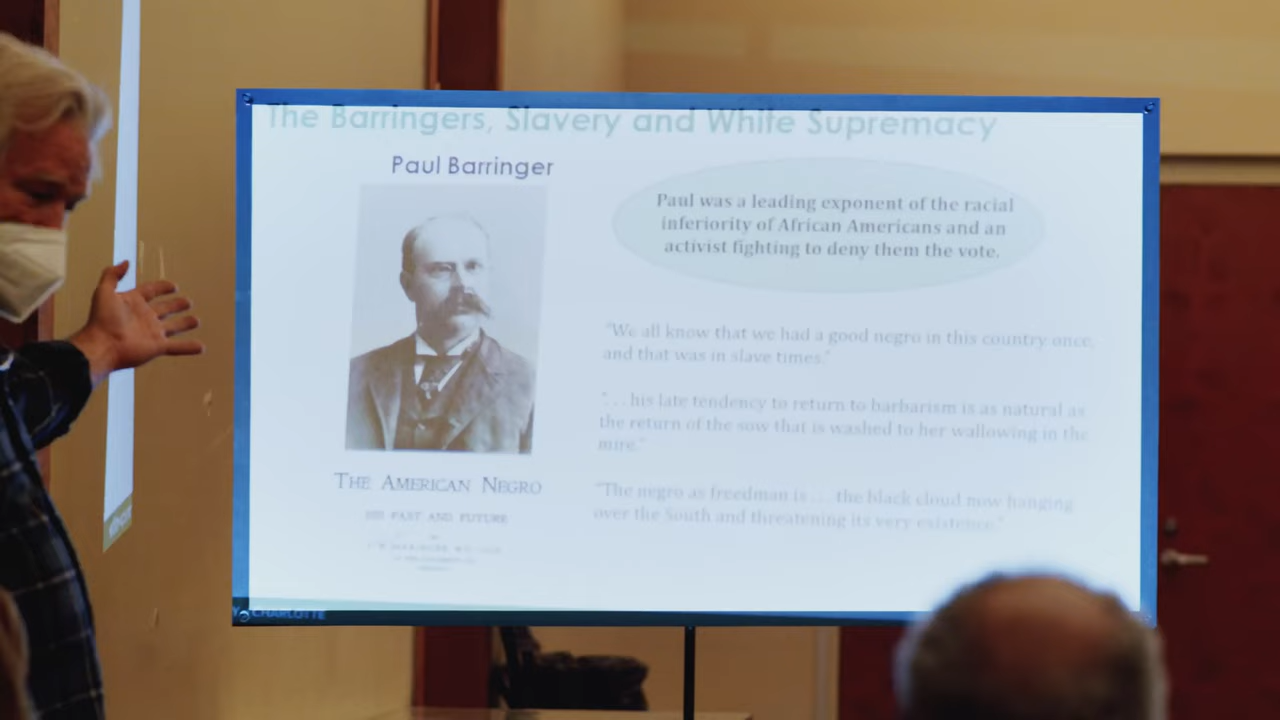 The Barringers, Slavery and White Supremacy
Paul Barringer
Paul was a leading exponent of the racial
inferiority of African Americans and an
activist fighting to deny them the vote.
"We all know that we had a good negro in this country once,
and that was in slave times."
". . . his late tendency to return to barbarism is as natural as
the return of the sow that is washed to her wallowing in the
mire."
"The negro as freedman is . . . the black cloud now hanging
over the South and threatening its very existence."
THE AMERICAN NEGRO
HIS PAST AND FUTURE
CHARLOTTE